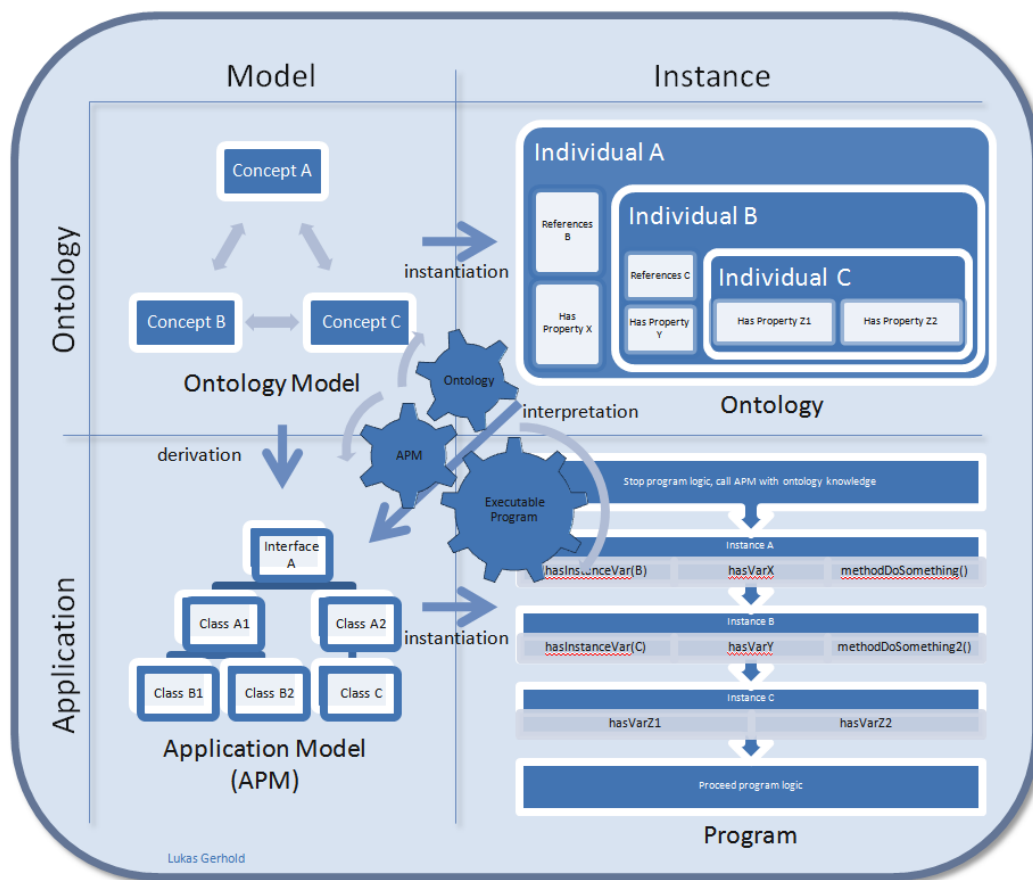 Model
Instance
Ontology
Concept A
Concept B
Concept C
Ontology Model
instantiation
Individual A
References
B
Has
Property X
Individual B
References C
Has Property
Y
Individual C
Has Property Z1
Has Property Z2
Ontology
Ontology
APM
Executable
Program
interpretation
derivation
Application
Interface
A
Class A1
Class A2
Class B1
Class B2
Class C
Application Model
(APM)
instantiation
Stop program logic, call APM with ontology knowledge
Instance A
hasInstanceVar(B)
hasVarX
methodDoSomething()
Instance B
hasInstanceVar(C)
hasVarY
methodDoSomething2()
Instance C
hasVarZ1
hasVarZ2
Proceed program logic
Program
Lukas Gerhold